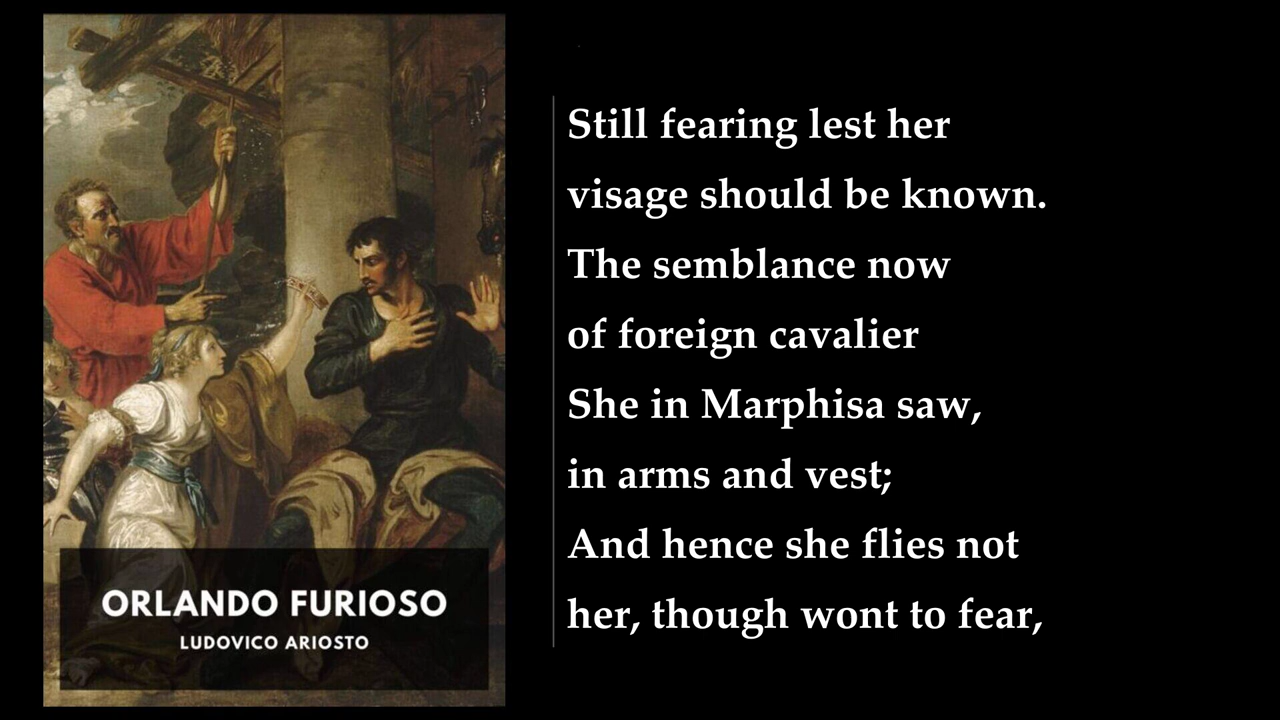 ORLANDO FURIOSO
LUDOVICO ARIOSTO
Still fearing lest her
visage should be known.
The semblance now
of foreign cavalier
She in Marphisa saw,
in arms and vest;
And hence she flies not
her, though wont to fear,